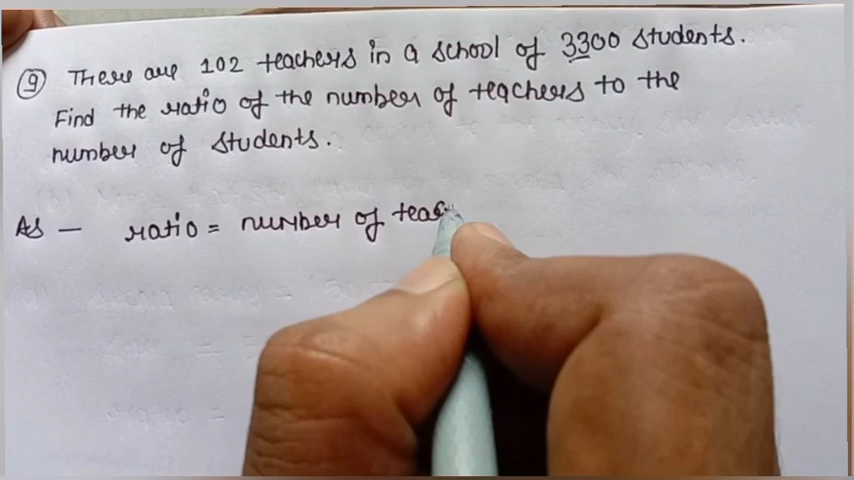 9 There are 102 teachers in a school of 3300 students.
Find the ratio of the number of teachers to the
number of students.
As — ratio = number of teac